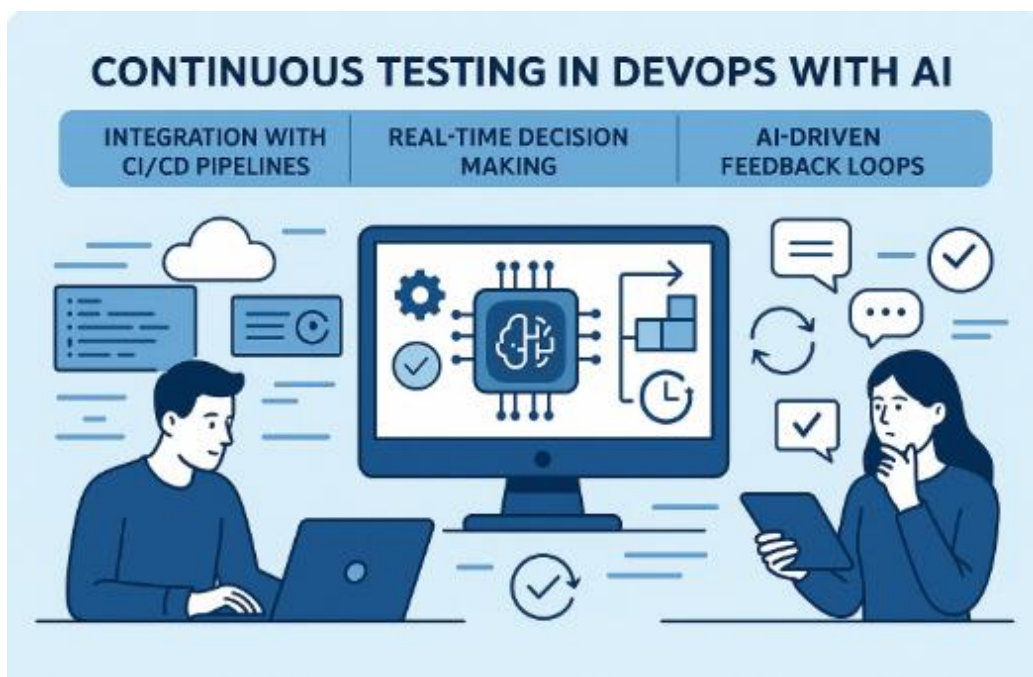 CONTINUOUS TESTING IN DEVOPS WITH AI
INTEGRATION WITH
CI/CD PIPELINES
REAL-TIME DECISION
MAKING
AI-DRIVEN
FEEDBACK LOOPS